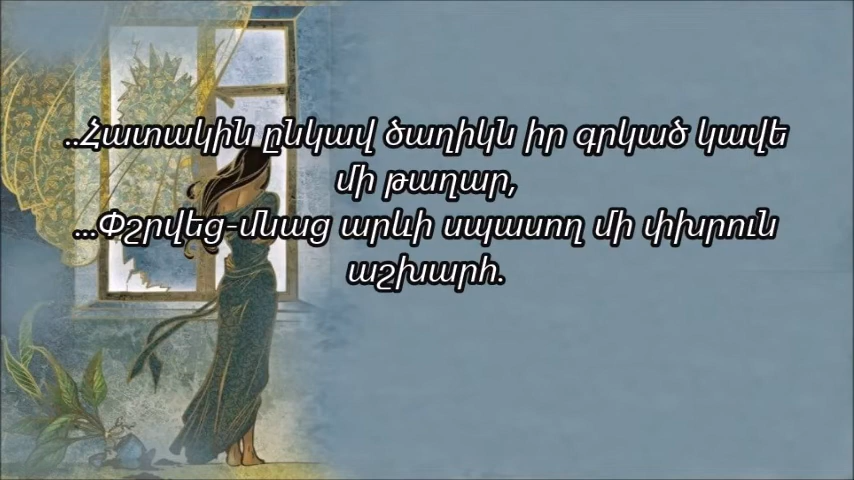 ..Հատակին ընկավ ծաղիկն իր գրկած կավե
մի թաղար,
...Փշրվեց-մնաց արևի սպասող մի փխրուն
աշխարհ.